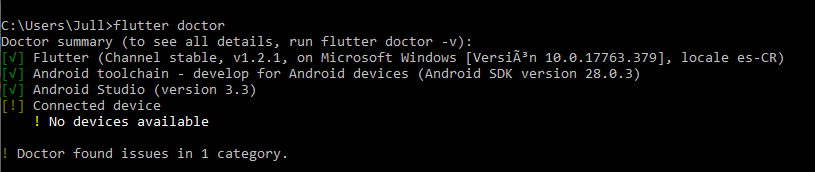 C:\Users\Jull>flutter doctor
Doctor summary (to see all details, run flutter doctor -v):
[√] Flutter (Channel stable, v1.2.1, on Microsoft Windows [VersiÃ³n 10.0.17763.379], locale es-CR)
[√] Android toolchain - develop for Android devices (Android SDK version 28.0.3)
[√] Android Studio (version 3.3)
[!] Connected device
    ! No devices available
! Doctor found issues in 1 category.